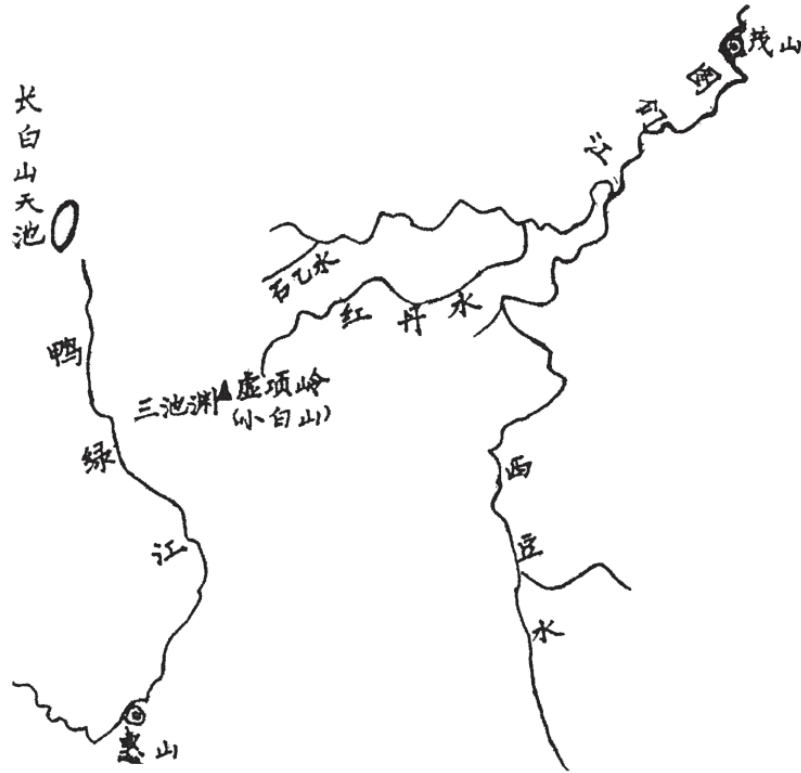 茂山
图们江
长白山天池
石乙水
红丹水
鸭绿江
三池渊
虚项岭
(小白山)
西豆水
惠山